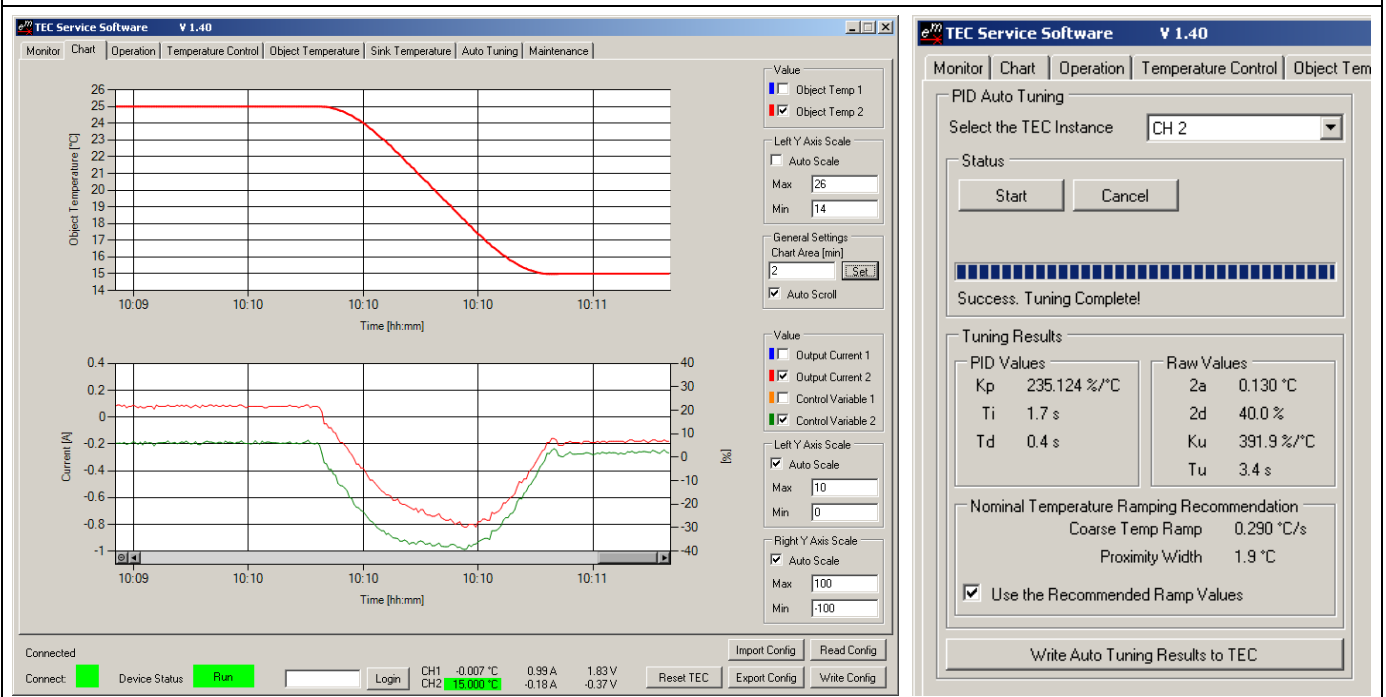 TEC Service Software V 1.40
Monitor Chart Operation Temperature Control Object Temperature Sink Temperature Auto Tuning Maintenance
26
25
24
23
22
21
20
19
18
17
16
15
14
Object Temperature [°C]
10:09 10:10 10:10 10:10 10:11
Time [hh:mm]
Value
Object Temp 1
Object Temp 2
Left Y Axis Scale
Auto Scale
Max 26
Min 14
General Settings
Chart Area [min]
2 Set
Auto Scroll
0.4
0.2
0
-0.2
-0.4
-0.6
-0.8
-1
Current [A]
40
30
20
10
0
-10
-20
-30
-40
[%]
10:09 10:10 10:10 10:10 10:11
Time [hh:mm]
Value
Output Current 1
Output Current 2
Control Variable 1
Control Variable 2
Left Y Axis Scale
Auto Scale
Max 10
Min 0
Right Y Axis Scale
Auto Scale
Max 100
Min -100
Connected
Connect: Device Status Run Login
CH1 -0.007 °C 0.99 A 1.83 V
CH2 15.000 °C -0.18 A -0.37 V
Reset TEC
Import Config Read Config
Export Config Write Config
em TEC Service Software V 1.40
Monitor Chart Operation Temperature Control Object Tem
PID Auto Tuning
Select the TEC Instance CH 2
Status
Start Cancel
Success. Tuning Complete!
Tuning Results
PID Values
Kp 235.124 %/°C
Ti 1.7 s
Td 0.4 s
Raw Values
2a 0.130 °C
2d 40.0 %
Ku 391.9 %/°C
Tu 3.4 s
Nominal Temperature Ramping Recommendation
Coarse Temp Ramp 0.290 °C/s
Proximity Width 1.9 °C
Use the Recommended Ramp Values
Write Auto Tuning Results to TEC